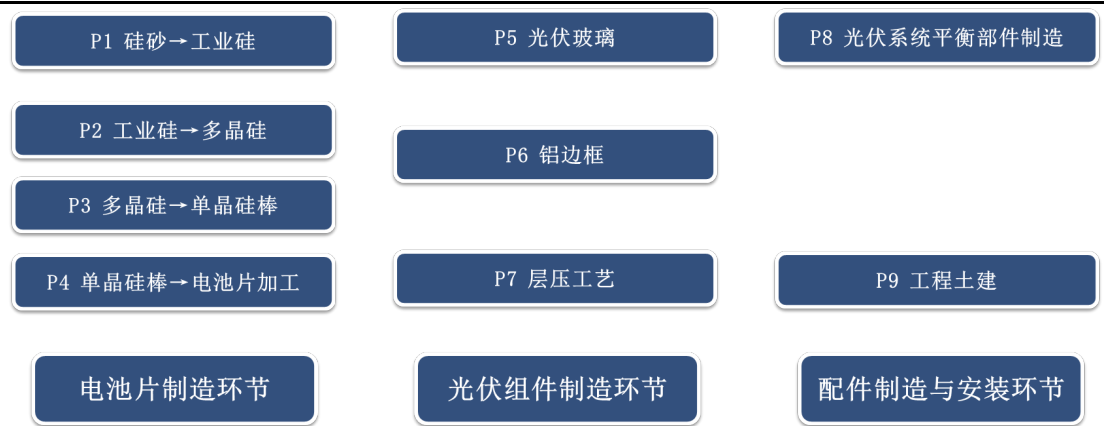 P1 硅砂→工业硅
P2 工业硅→多晶硅
P3 多晶硅→单晶硅棒
P4 单晶硅棒→电池片加工
电池片制造环节
P5 光伏玻璃
P6 铝边框
P7 层压工艺
光伏组件制造环节
P8 光伏系统平衡部件制造
P9 工程土建
配件制造与安装环节